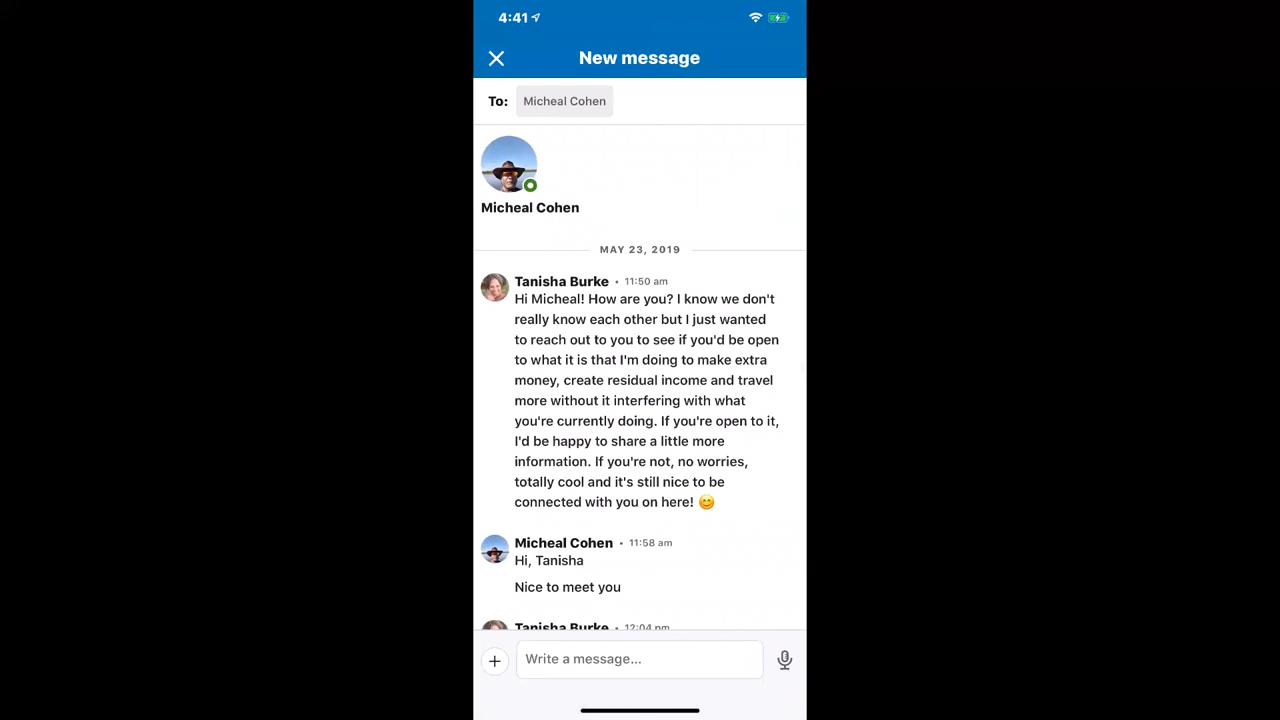 4:41
New message
To: Micheal Cohen
Micheal Cohen
MAY 23, 2019
Tanisha Burke • 11:50 am
Hi Micheal! How are you? I know we don't
really know each other but I just wanted
to reach out to you to see if you'd be open
to what it is that I'm doing to make extra
money, create residual income and travel
more without it interfering with what
you're currently doing. If you're open to it,
I'd be happy to share a little more
information. If you're not, no worries,
totally cool and it's still nice to be
connected with you on here! 😊
Micheal Cohen • 11:58 am
Hi, Tanisha
Nice to meet you
Tanisha Burke • 12:04 pm
Write a message...